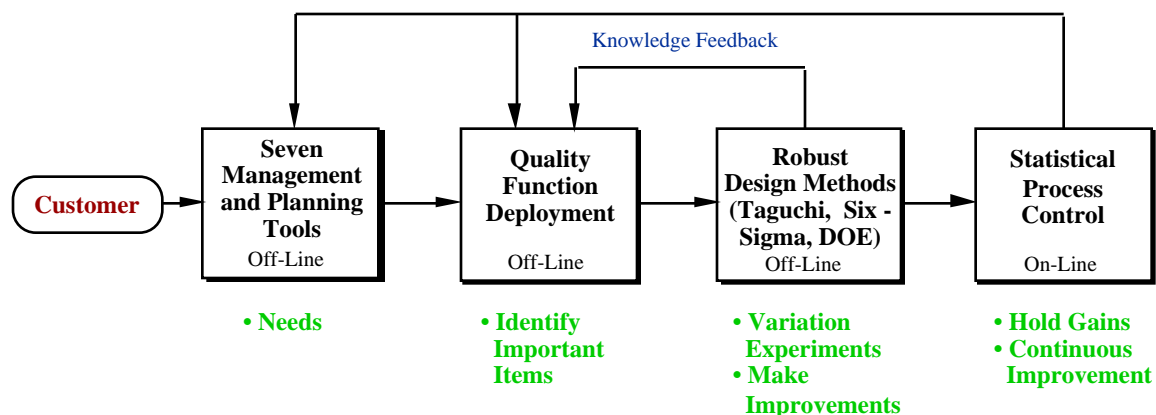 Knowledge Feedback
Customer
Seven
Management
and Planning
Tools
Off-Line
Quality
Function
Deployment
Off-Line
Robust
Design Methods
(Taguchi, Six -
Sigma, DOE)
Off-Line
Statistical
Process
Control
On-Line
• Needs
• Identify
Important
Items
• Variation
Experiments
• Make
Improvements
• Hold Gains
• Continuous
Improvement